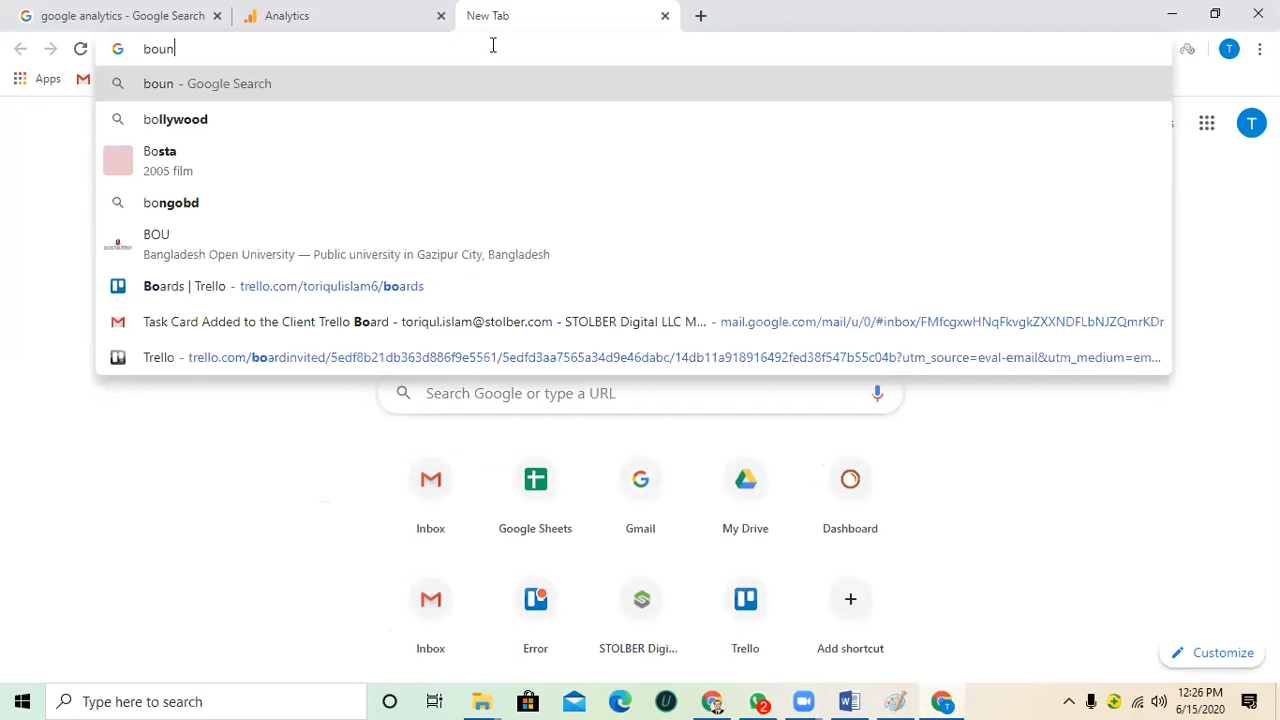 google analytics - Google Search
Analytics
New Tab
boun
Apps
boun - Google Search
bollywood
Bosta
2005 film
bongobd
BOU
Bangladesh Open University — Public university in Gazipur City, Bangladesh
Boards | Trello - trello.com/toriqulislam6/boards
Task Card Added to the Client Trello Board - toriqul.islam@stolber.com - STOLBER Digital LLC M... - mail.google.com/mail/u/0/#inbox/FMfcgxwHNqFkvgkZXXNDFLbNJZQmrKDr
Trello - trello.com/boardinvited/5edf8b21db363d886f9e5561/5edfd3aa7565a34d9e46dabc/14db11a918916492fed38f547b55c04b?utm_source=eval-email&utm_medium=em...
T
T
Search Google or type a URL
Inbox
Google Sheets
Gmail
My Drive
Dashboard
Inbox
Error
STOLBER Digi...
Trello
Add shortcut
Customize
Type here to search
2
12:26 PM
6/15/2020